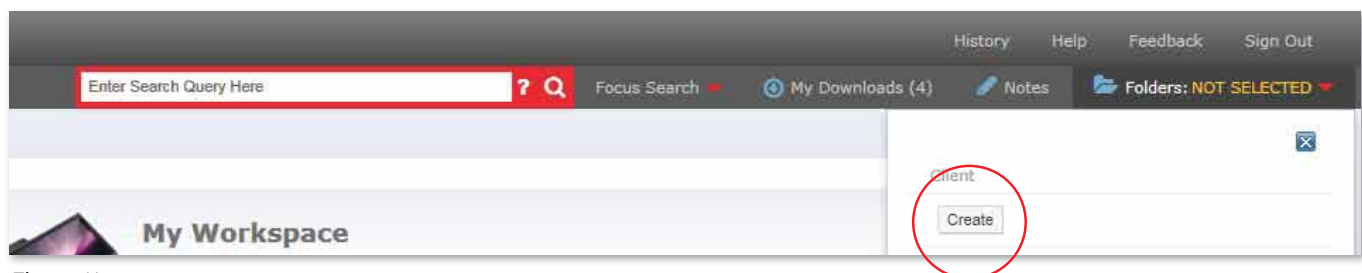 History Help Feedback Sign Out
Enter Search Query Here ? Focus Search My Downloads (4) Notes Folders: NOT SELECTED
Client
Create
My Workspace